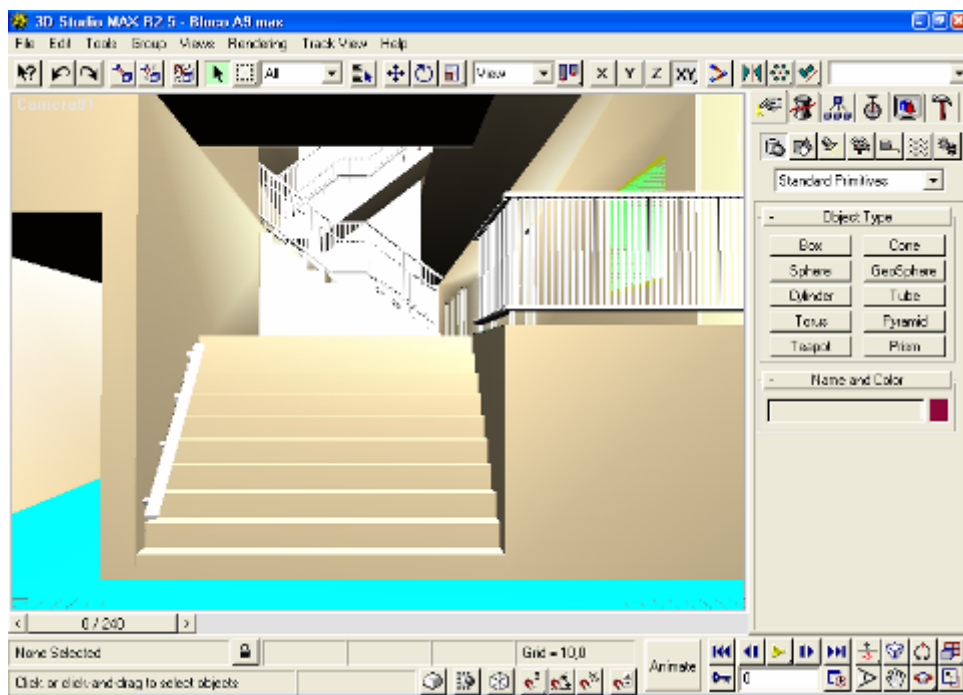 3D Studio MAX R2.5 - Bloco A9.max
File Edit Tools Group Views Rendering Track View Help
All
View
X Y Z XY
Camera01
Standard Primitives
- Object Type
Box Cone
Sphere GeoSphere
Cylinder Tube
Torus Pyramid
Teapot Prism
- Name and Color
< 0 / 240 >
None Selected
Grid = 10,0
Animate
Click or click-and-drag to select objects
0